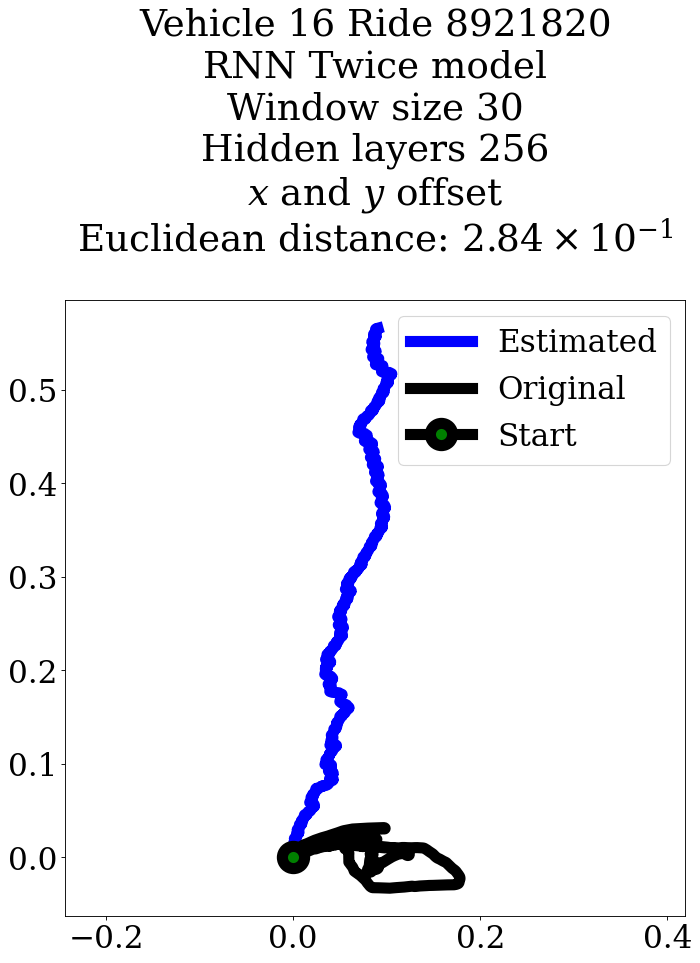 Vehicle 16 Ride 8921820
RNN Twice model
Window size 30
Hidden layers 256
x and y offset
Euclidean distance: 2.84 × 10⁻¹
Estimated
Original
Start
0.5
0.4
0.3
0.2
0.1
0.0
−0.2 0.0 0.2 0.4